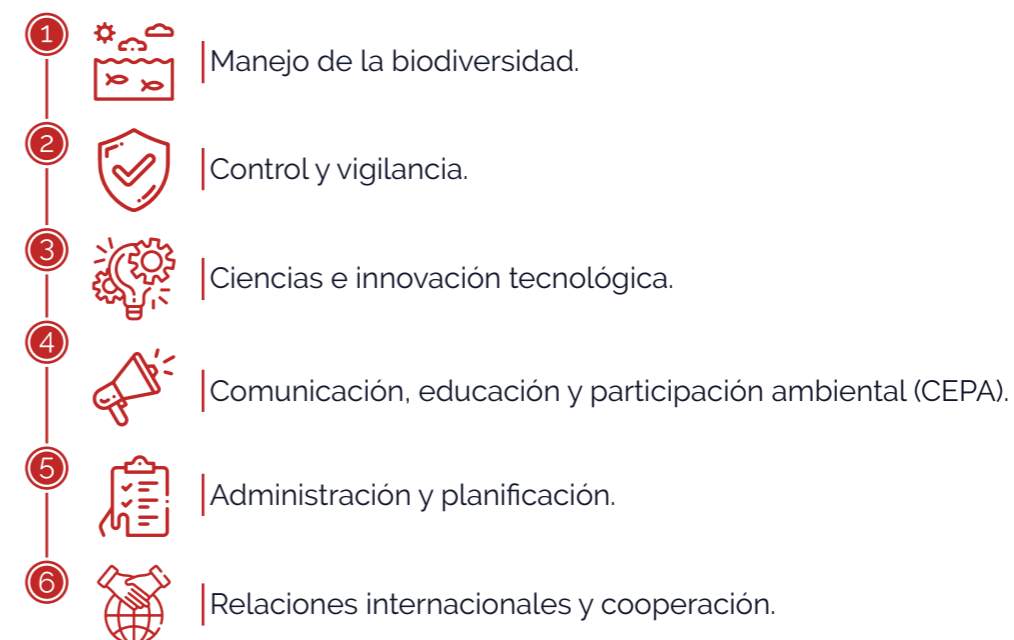 1
Manejo de la biodiversidad.
2
Control y vigilancia.
3
Ciencias e innovación tecnológica.
4
Comunicación, educación y participación ambiental (CEPA).
5
Administración y planificación.
6
Relaciones internacionales y cooperación.